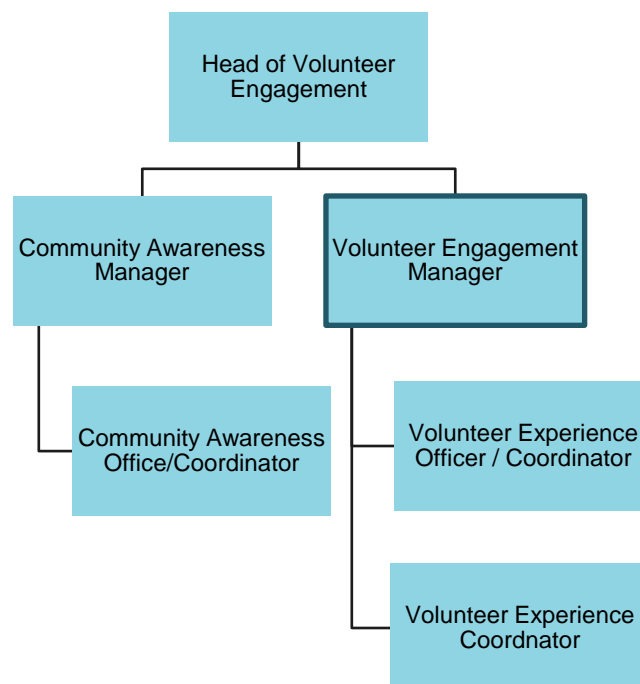 Head of Volunteer
Engagement
Community Awareness
Manager
Volunteer Engagement
Manager
Community Awareness
Office/Coordinator
Volunteer Experience
Officer / Coordinator
Volunteer Experience
Coordnator